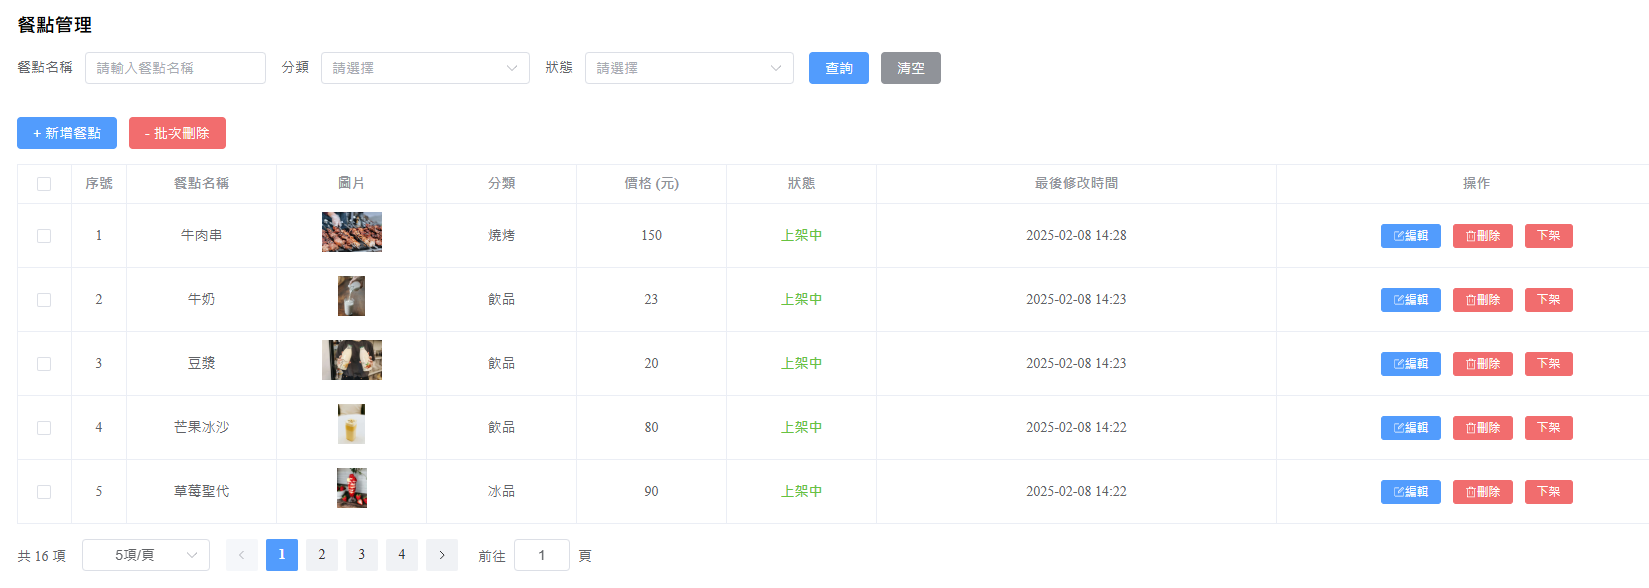 餐點管理
餐點名稱 請輸入餐點名稱 分類 請選擇 狀態 請選擇 查詢 清空
+ 新增餐點 - 批次刪除
序號 餐點名稱 圖片 分類 價格 (元) 狀態 最後修改時間 操作
1 牛肉串 燒烤 150 上架中 2025-02-08 14:28 編輯 刪除 下架
2 牛奶 飲品 23 上架中 2025-02-08 14:23 編輯 刪除 下架
3 豆漿 飲品 20 上架中 2025-02-08 14:23 編輯 刪除 下架
4 芒果冰沙 飲品 80 上架中 2025-02-08 14:22 編輯 刪除 下架
5 草莓聖代 冰品 90 上架中 2025-02-08 14:22 編輯 刪除 下架
共 16 項 5項/頁 1 2 3 4 前往 1 頁